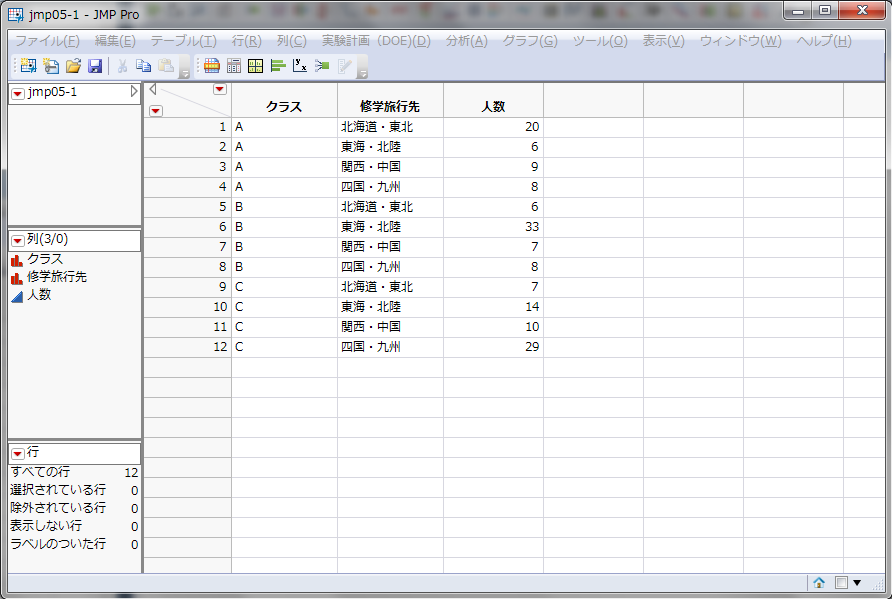 jmp05-1 - JMP Pro
ファイル(F) 編集(E) テーブル(T) 行(R) 列(C) 実験計画 (DOE)(D) 分析(A) グラフ(G) ツール(O) 表示(V) ウィンドウ(W) ヘルプ(H)
jmp05-1
クラス 修学旅行先 人数
1 A 北海道・東北 20
2 A 東海・北陸 6
3 A 関西・中国 9
4 A 四国・九州 8
5 B 北海道・東北 6
6 B 東海・北陸 33
7 B 関西・中国 7
8 B 四国・九州 8
9 C 北海道・東北 7
10 C 東海・北陸 14
11 C 関西・中国 10
12 C 四国・九州 29
列(3/0)
クラス
修学旅行先
人数
行
すべての行 12
選択されている行 0
除外されている行 0
表示しない行 0
ラベルのついた行 0